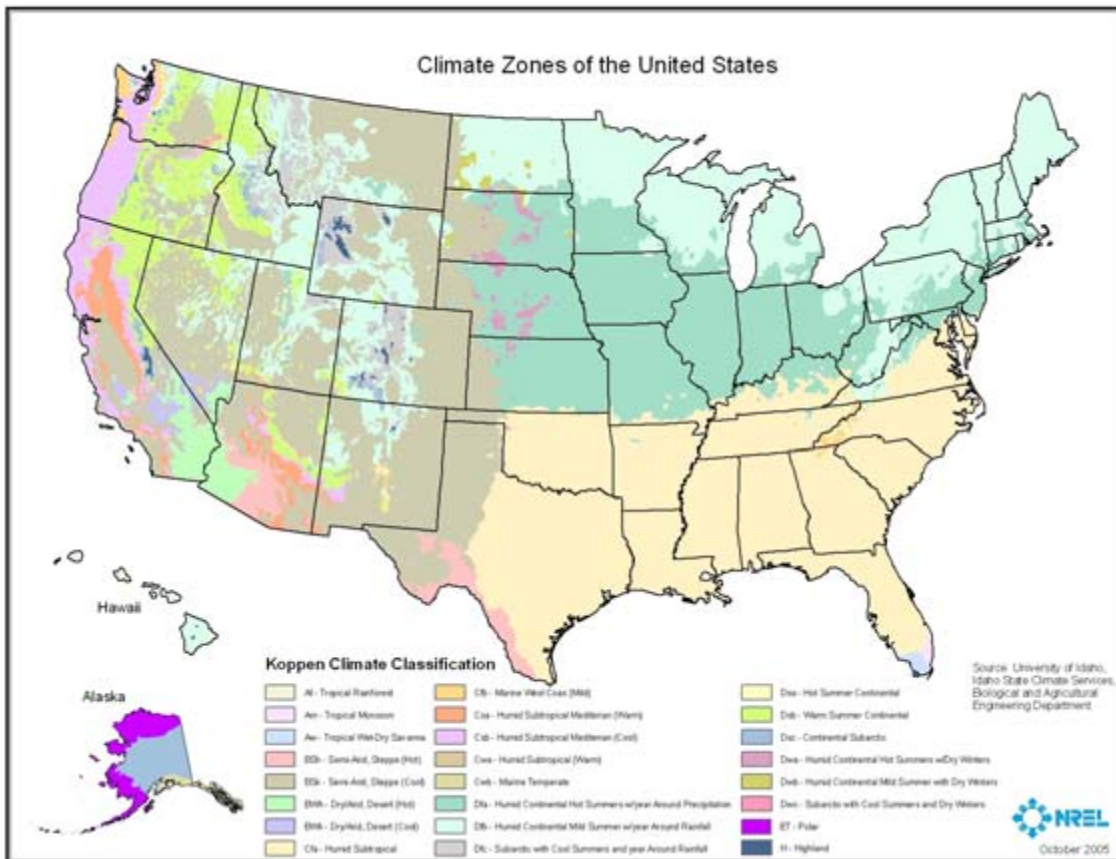 Climate Zones of the United States
Hawaii
Alaska
Koppen Climate Classification
Af - Tropical Rainforest
Am - Tropical Monsoon
Aw - Tropical Wet-Dry Savanna
BSh - Semi-Arid, Steppe (Hot)
BSk - Semi-Arid, Steppe (Cool)
BWh - Dry/Arid, Desert (Hot)
- Dry/Arid, Desert (Cool)
Cfa - Humid Subtropical
Cfb - Marine West Coas (Mild)
Csa - Humid Subtropical Mediterian (Warm)
Csb - Humid Subtropical Mediterian (Cool)
Cwa - Humid Subtropical (Warm)
Cwb - Marine Temperate
Dfa - Humid Continental Hot Summers w/year Around Precipitation
Dfb - Humid Continental Mild Summer w/year Around Rainfall
Dfc - Subarctic with Cool Summers and year Around Rainfall
Dsa - Hot Summer Continental
Dsb - Warm Summer Continental
Dsc - Continental Subarctic
Dwa - Humid Continental Hot Summers w/Dry Winters
Dwb - Humid Continental Mild Summer with Dry Winters
Dwc - Subarctic with Cool Summers and Dry Winters
ET - Polar
H - Highland
Source: University of Idaho,
Idaho State Climate Services,
Biological and Agricultural
Engineering Department
NREL
October 2005